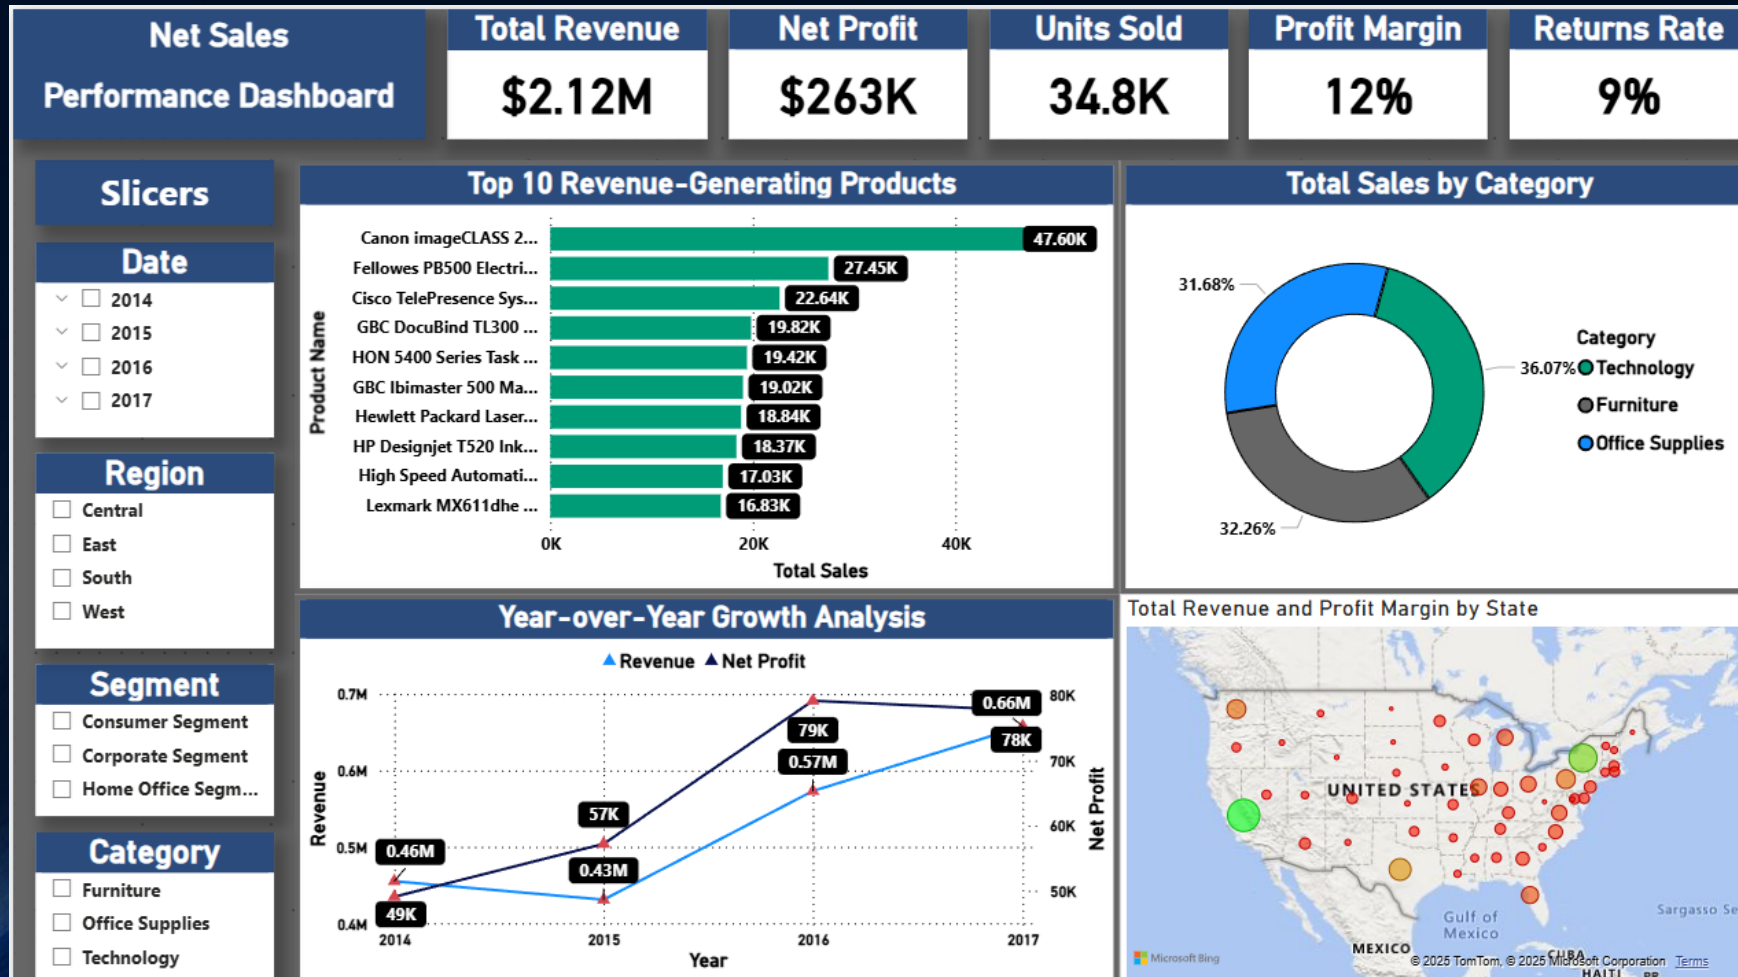 Net Sales
Performance Dashboard
Total Revenue
$2.12M
Net Profit
$263K
Units Sold
34.8K
Profit Margin
12%
Returns Rate
9%
Slicers
Date
2014
2015
2016
2017
Region
Central
East
South
West
Segment
Consumer Segment
Corporate Segment
Home Office Segm...
Category
Furniture
Office Supplies
Technology
Top 10 Revenue-Generating Products
Product Name
Canon imageCLASS 2... 47.60K
Fellowes PB500 Electri... 27.45K
Cisco TelePresence Sys... 22.64K
GBC DocuBind TL300 ... 19.82K
HON 5400 Series Task ... 19.42K
GBC Ibimaster 500 Ma... 19.02K
Hewlett Packard Laser... 18.84K
HP Designjet T520 Ink... 18.37K
High Speed Automati... 17.03K
Lexmark MX611dhe ... 16.83K
0K 20K 40K
Total Sales
Total Sales by Category
31.68%
36.07%
32.26%
Category
Technology
Furniture
Office Supplies
Year-over-Year Growth Analysis
Revenue Net Profit
Revenue
0.7M
0.6M
0.5M
0.4M
0.46M
49K
57K
0.43M
79K
0.57M
0.66M
78K
80K
70K
60K
50K
Net Profit
2014 2015 2016 2017
Year
Total Revenue and Profit Margin by State
UNITED STATES
Gulf of
Mexico
Sargasso Se
MEXICO
CUBA
HAITI
PR
Microsoft Bing
© 2025 TomTom, © 2025 Microsoft Corporation Terms